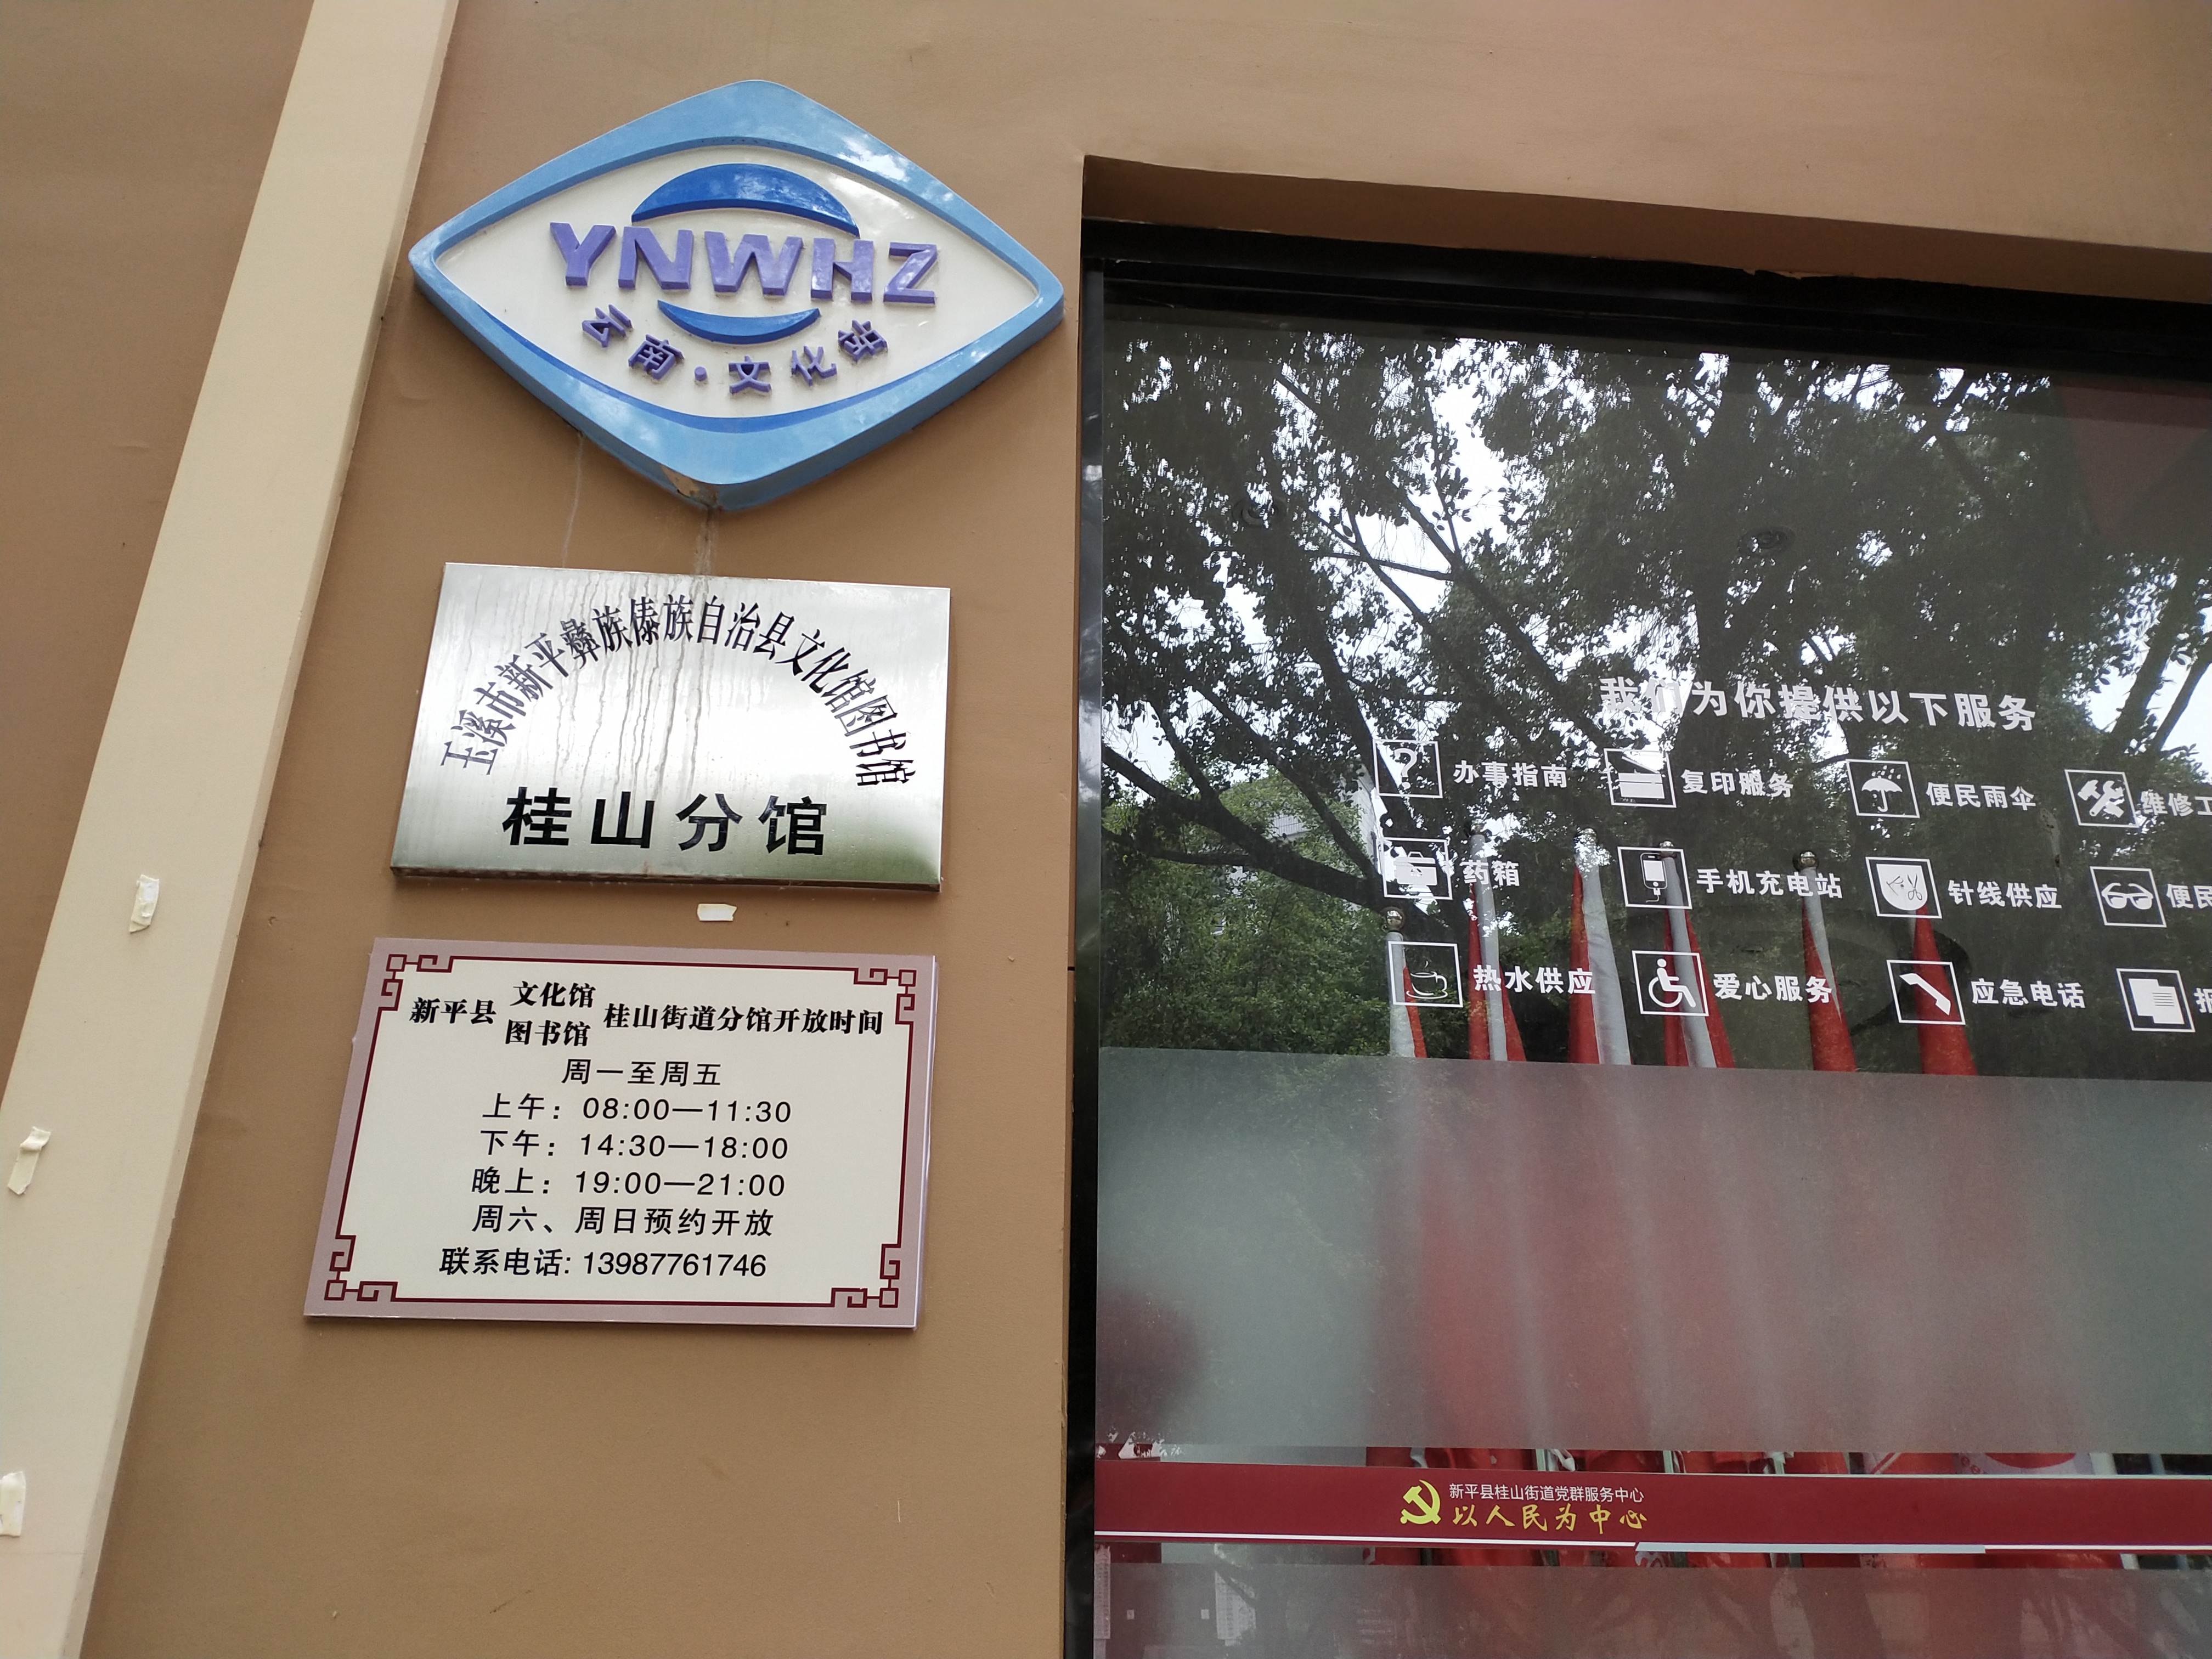 YNWHZ
云南·文化站
玉溪市新平彝族傣族自治县文化馆图书馆
桂山分馆
新平县 文化馆 图书馆 桂山街道分馆开放时间
周一至周五
上午：08:00—11:30
下午：14:30—18:00
晚上：19:00—21:00
周六、周日预约开放
联系电话: 13987761746
我们为你提供以下服务
办事指南 复印服务 便民雨伞 维修工
药箱 手机充电站 针线供应 便民
热水供应 爱心服务 应急电话
新平县桂山街道党群服务中心
以人民为中心